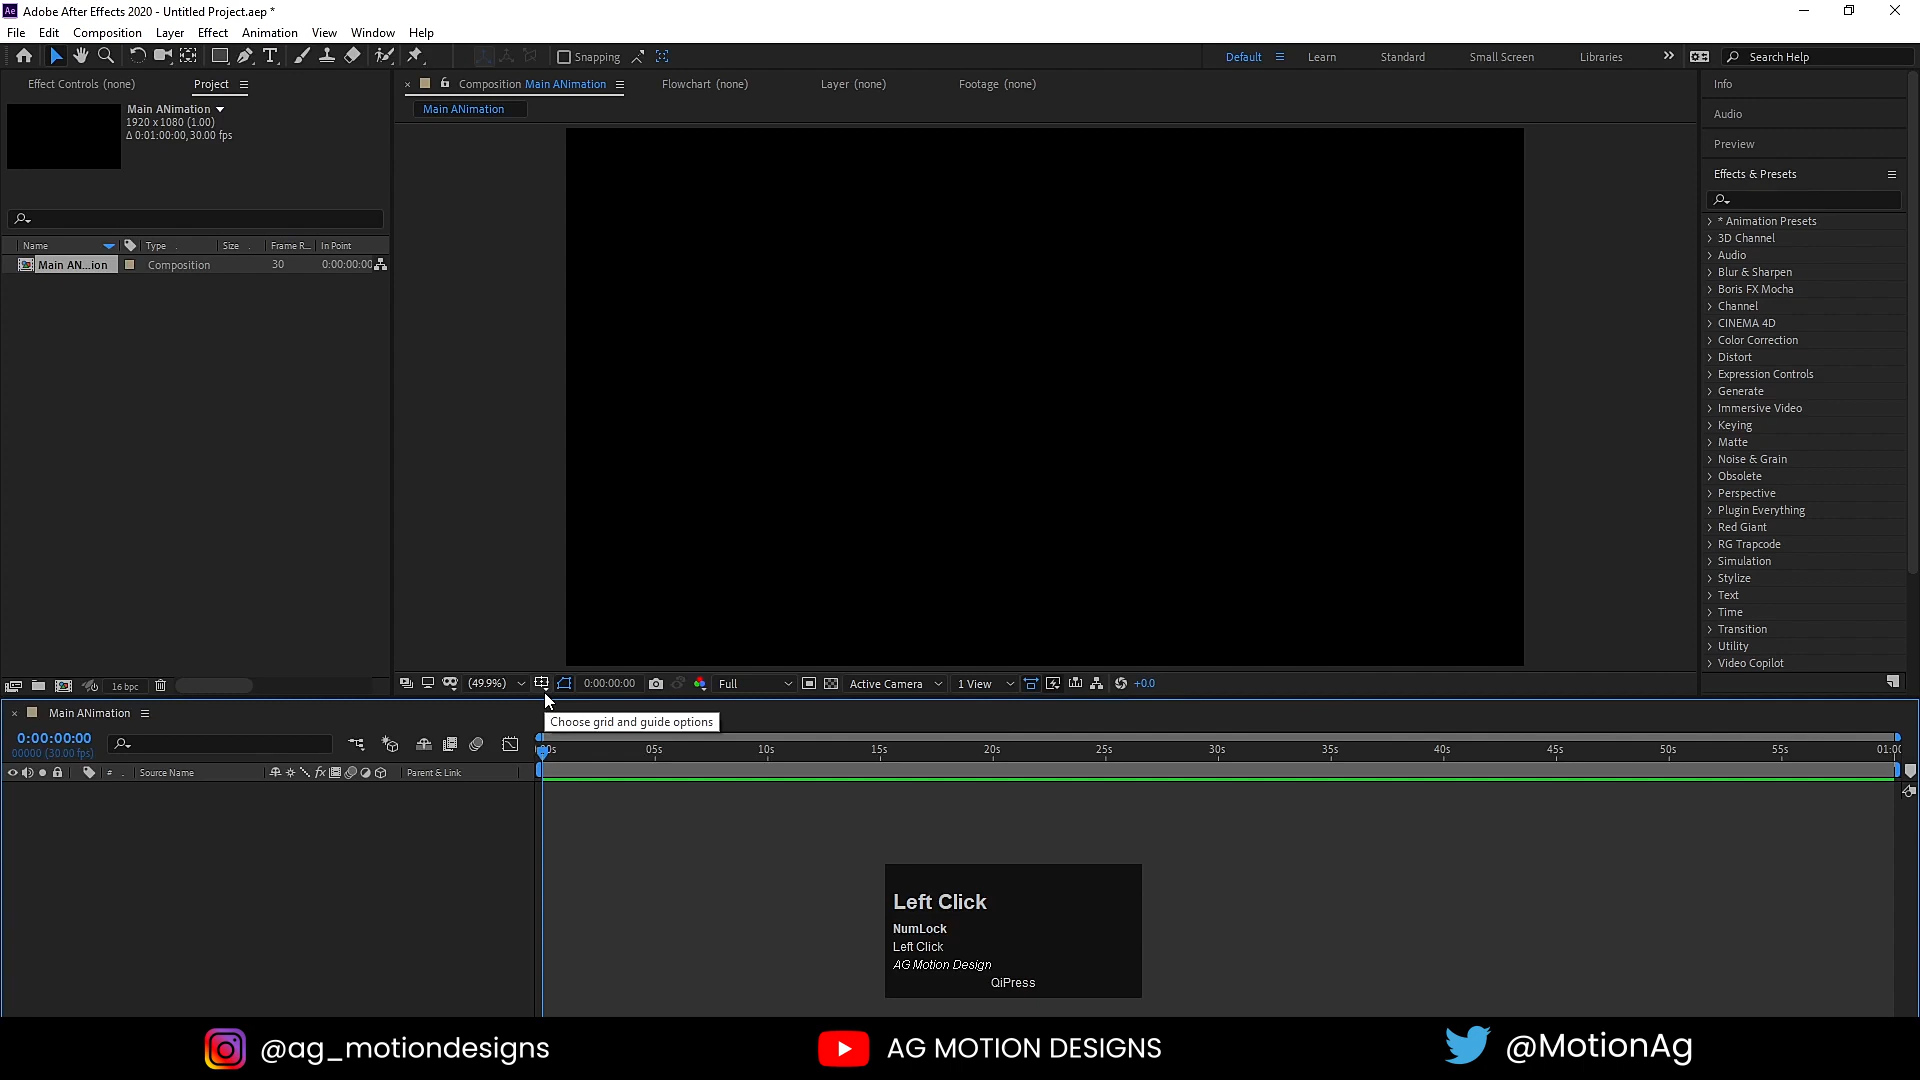 Ae Adobe After Effects 2020 - Untitled Project.aep *
File Edit Composition Layer Effect Animation View Window Help
Snapping Default Learn Standard Small Screen Libraries Search Help
Effect Controls (none) Project
Main ANimation
1920 x 1080 (1.00)
Δ 0:01:00:00, 30.00 fps
Name Type Size Frame R... In Point
Main AN...ion Composition 30 0:00:00:00
16 bpc
Composition Main ANimation Flowchart (none) Layer (none) Footage (none)
Main ANimation
(49.9%) 0:00:00:00 Full Active Camera 1 View +0.0
Choose grid and guide options
Info
Audio
Preview
Effects & Presets
* Animation Presets
3D Channel
Audio
Blur & Sharpen
Boris FX Mocha
Channel
CINEMA 4D
Color Correction
Distort
Expression Controls
Generate
Immersive Video
Keying
Matte
Noise & Grain
Obsolete
Perspective
Plugin Everything
Red Giant
RG Trapcode
Simulation
Stylize
Text
Time
Transition
Utility
Video Copilot
Main ANimation
0:00:00:00
00000 (30.00 fps)
# Source Name fx Parent & Link
05s 10s 15s 20s 25s 30s 35s 40s 45s 50s 55s
Left Click
NumLock
Left Click
AG Motion Design
QiPress
@ag_motiondesigns AG MOTION DESIGNS @MotionAg